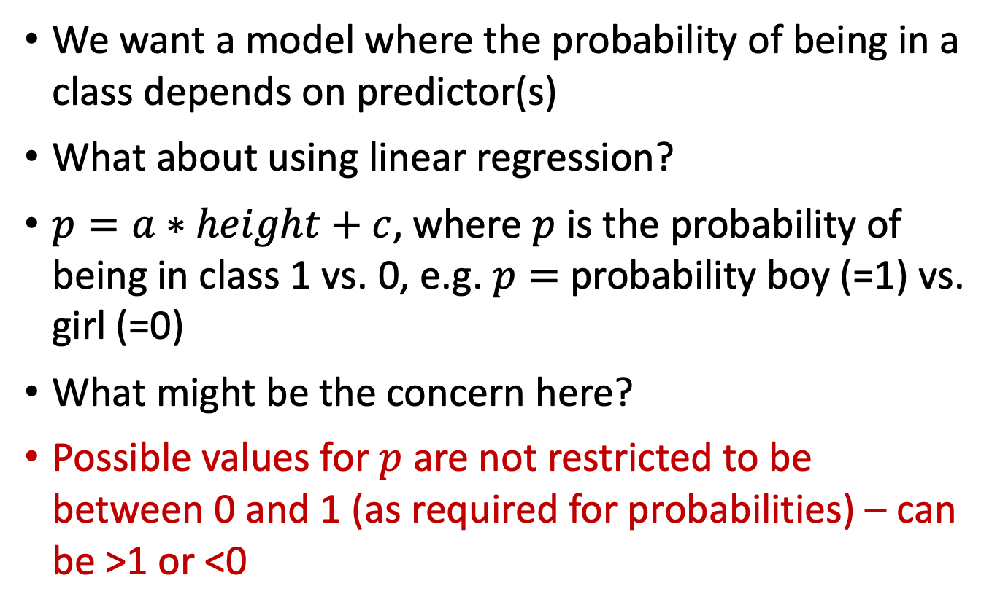 • We want a model where the probability of being in a
class depends on predictor(s)
• What about using linear regression?
• p = a ∗ height + c, where p is the probability of
being in class 1 vs. 0, e.g. p = probability boy (=1) vs.
girl (=0)
• What might be the concern here?
• Possible values for p are not restricted to be
between 0 and 1 (as required for probabilities) – can
be >1 or <0